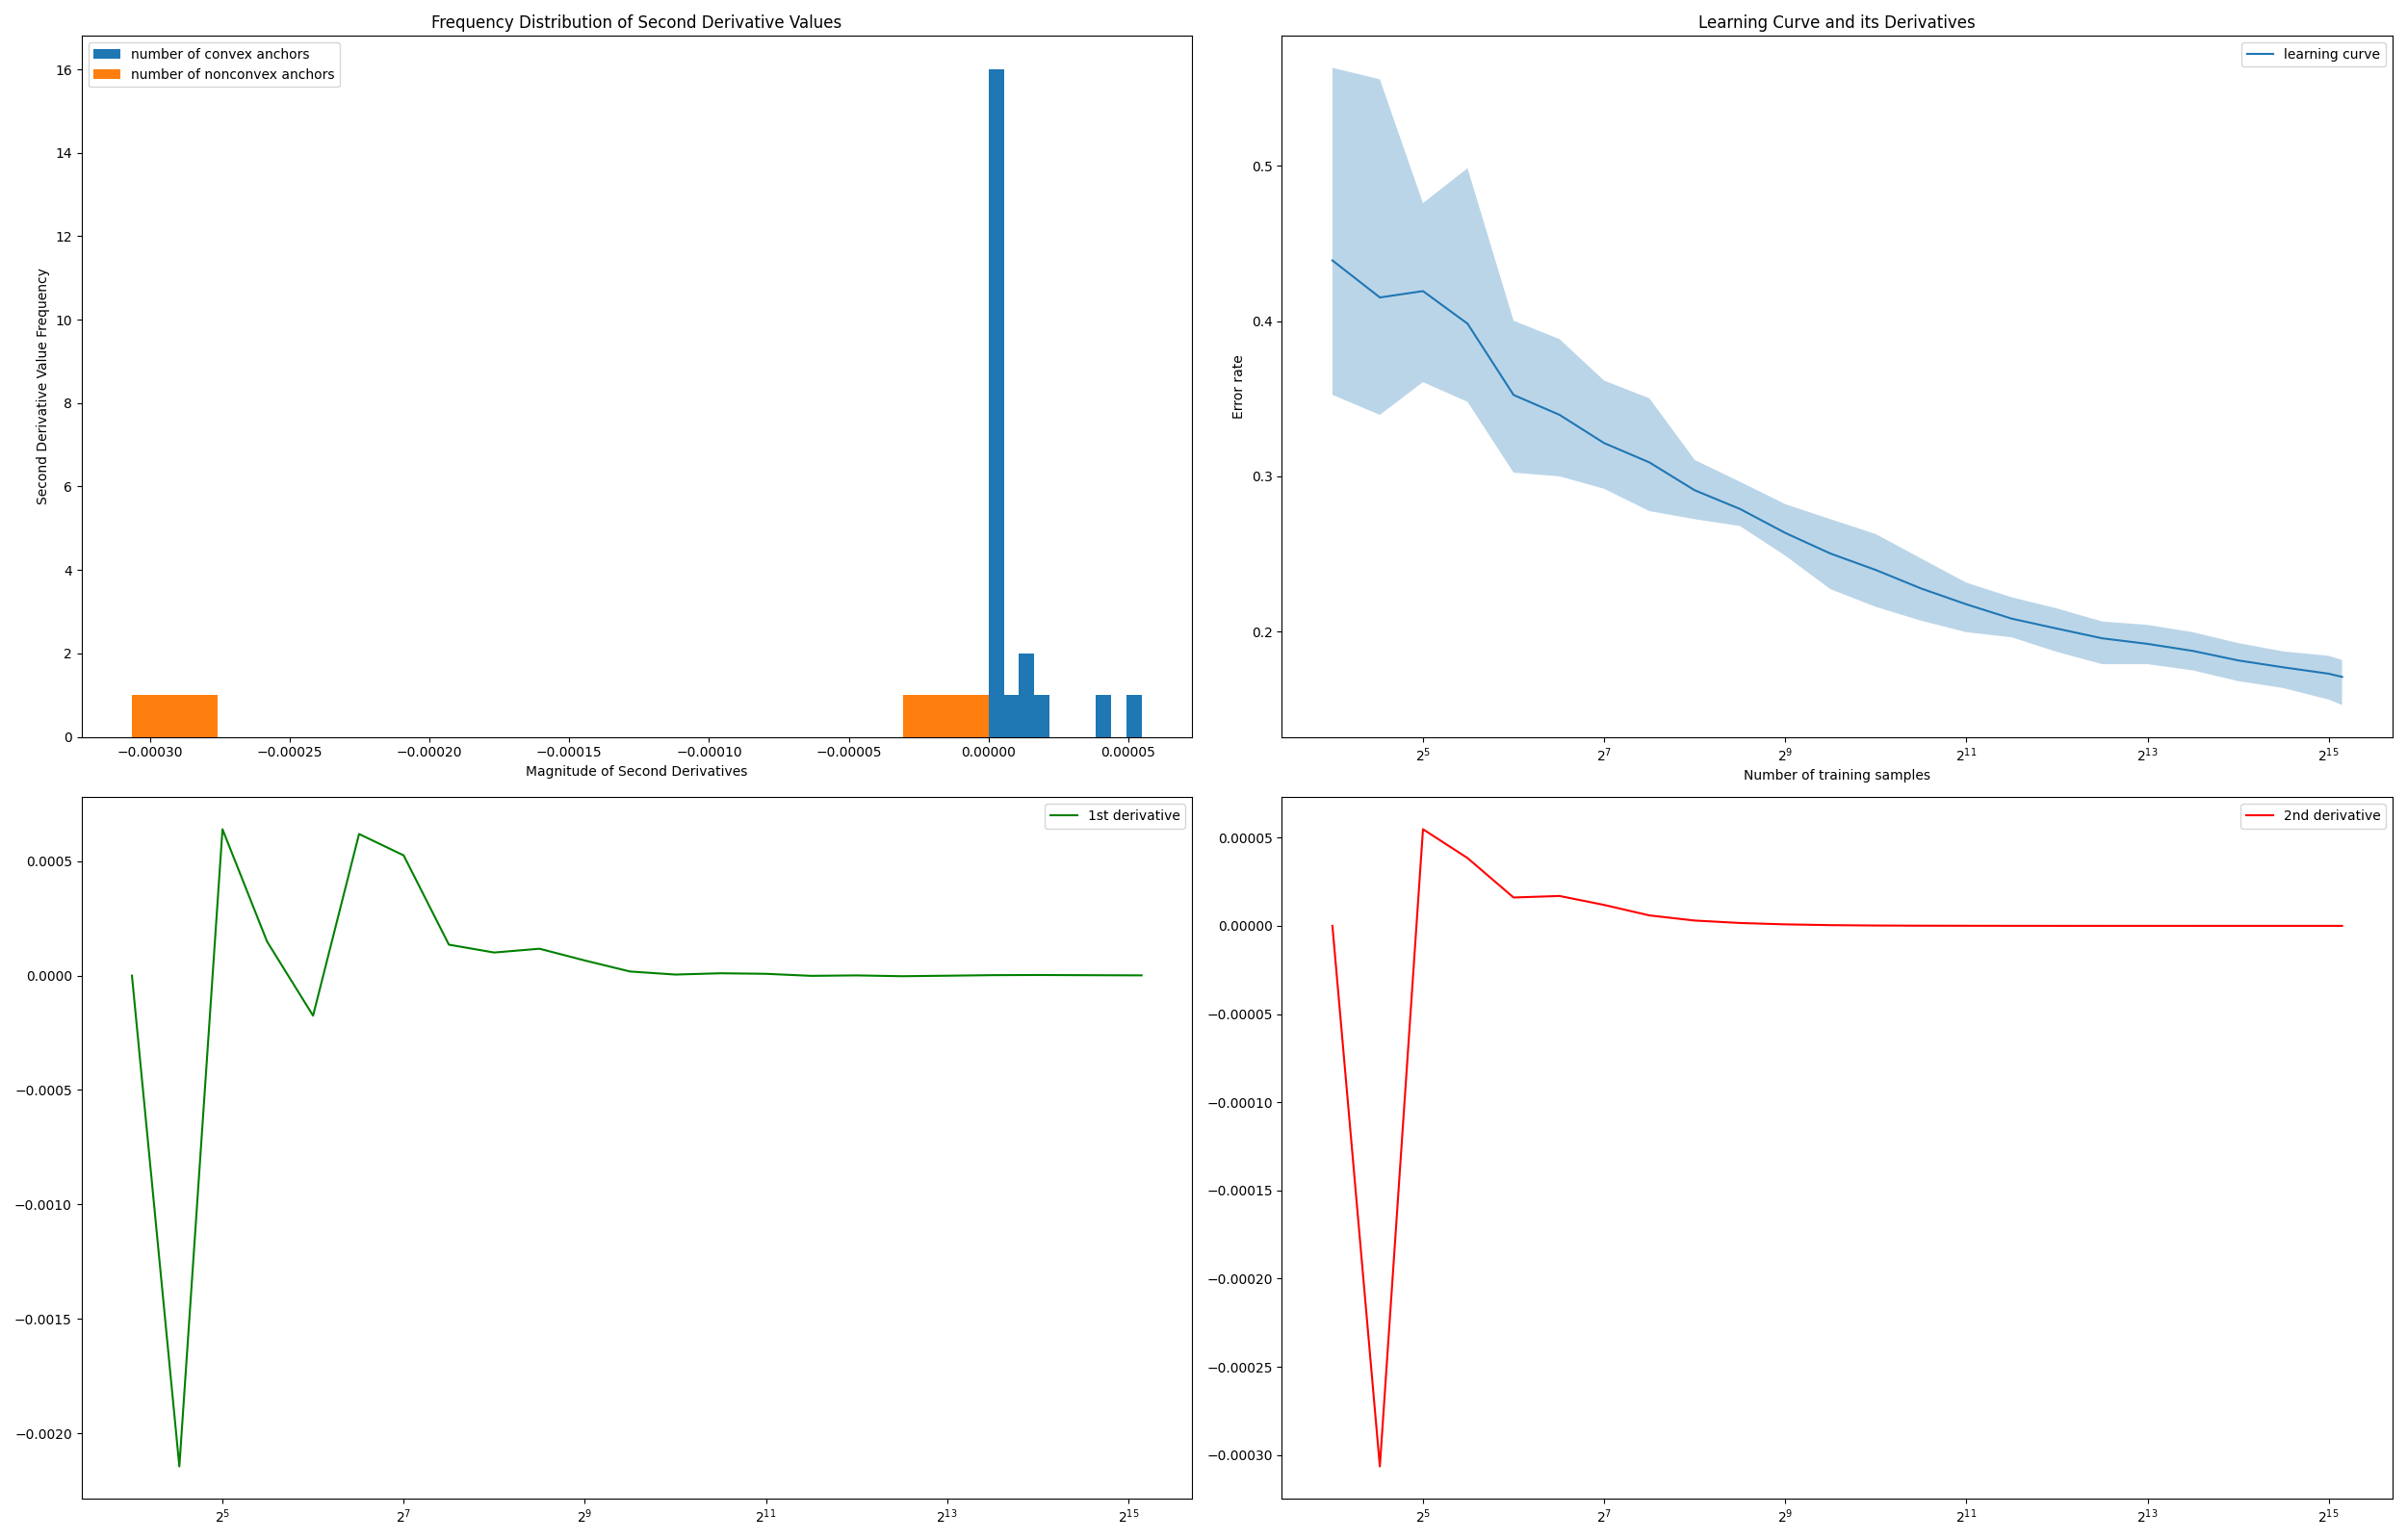 Frequency Distribution of Second Derivative Values
number of convex anchors
number of nonconvex anchors
16
14
12
10
8
6
4
2
0
Second Derivative Value Frequency
−0.00030 −0.00025 −0.00020 −0.00015 −0.00010 −0.00005 0.00000 0.00005
Magnitude of Second Derivatives
Learning Curve and its Derivatives
learning curve
0.5
0.4
0.3
0.2
Error rate
2^5 2^7 2^9 2^11 2^13 2^15
Number of training samples
1st derivative
0.0005
0.0000
−0.0005
−0.0010
−0.0015
−0.0020
2^5 2^7 2^9 2^11 2^13 2^15
2nd derivative
0.00005
0.00000
−0.00005
−0.00010
−0.00015
−0.00020
−0.00025
−0.00030
2^5 2^7 2^9 2^11 2^13 2^15